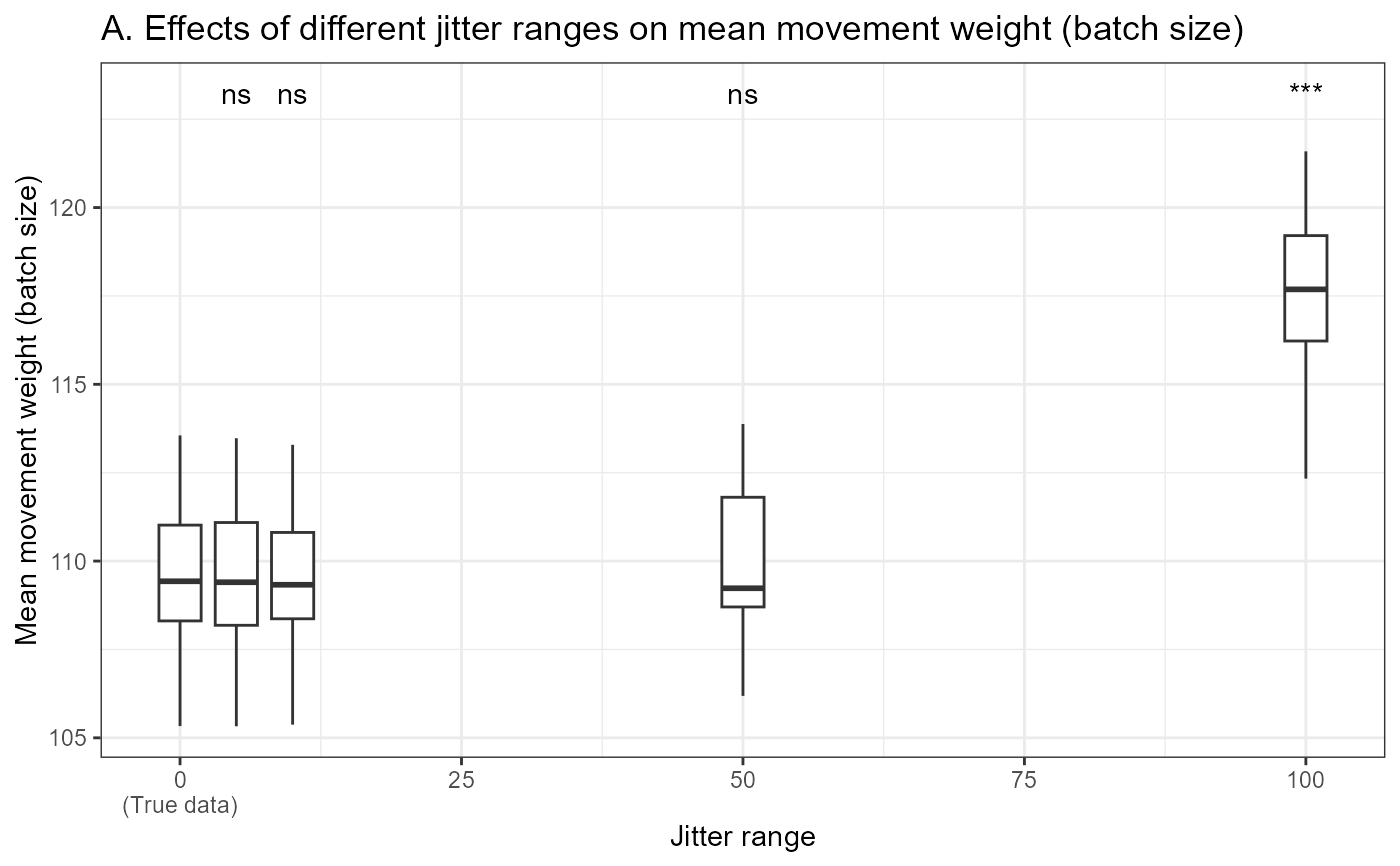 A. Effects of different jitter ranges on mean movement weight (batch size)
ns ns ns ***
Mean movement weight (batch size)
120
115
110
105
0 25 50 75 100
(True data)
Jitter range